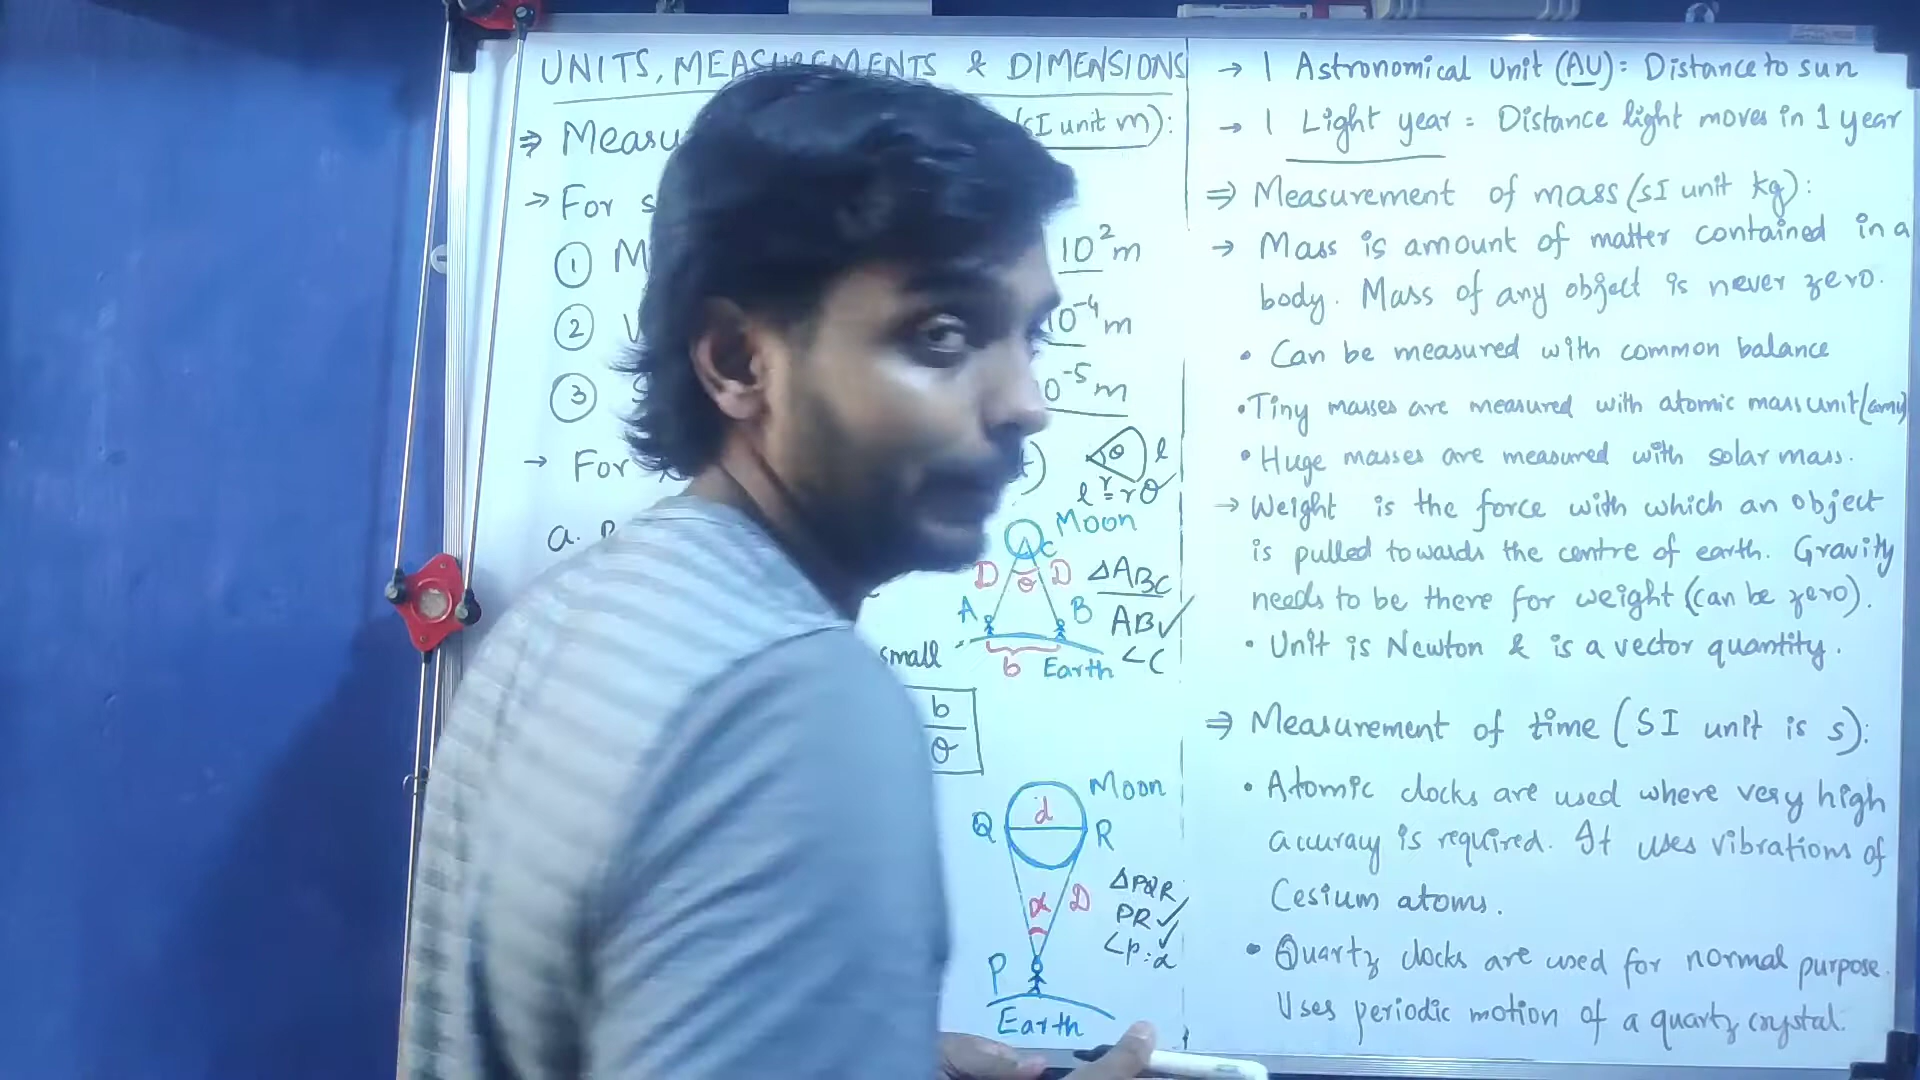 UNITS, MEASUREMENTS & DIMENSIONS
⇒ Measu (SI unit m):
→ For s
① M 10²m
② 10⁻⁴m
③ 0⁻⁵m
→ For
θ l
r
l = rθ
a.
Moon
C
D θ D ΔABC
A B AB✓
small b Earth ∠C
b
θ
Moon
d
Q R
ΔPQR
α D PR✓
∠P:α ✓
P
Earth
→ 1 Astronomical Unit (AU): Distance to sun
→ 1 Light year = Distance light moves in 1 year
⇒ Measurement of mass (SI unit kg):
→ Mass is amount of matter contained in a
body. Mass of any object is never zero.
• Can be measured with common balance
• Tiny masses are measured with atomic mass unit (amu)
• Huge masses are measured with solar mass.
→ Weight is the force with which an object
is pulled towards the centre of earth. Gravity
needs to be there for weight (can be zero).
• Unit is Newton & is a vector quantity.
⇒ Measurement of time (SI unit is s):
• Atomic clocks are used where very high
accuracy is required. It uses vibrations of
Cesium atoms.
• Quartz clocks are used for normal purpose.
Uses periodic motion of a quartz crystal.